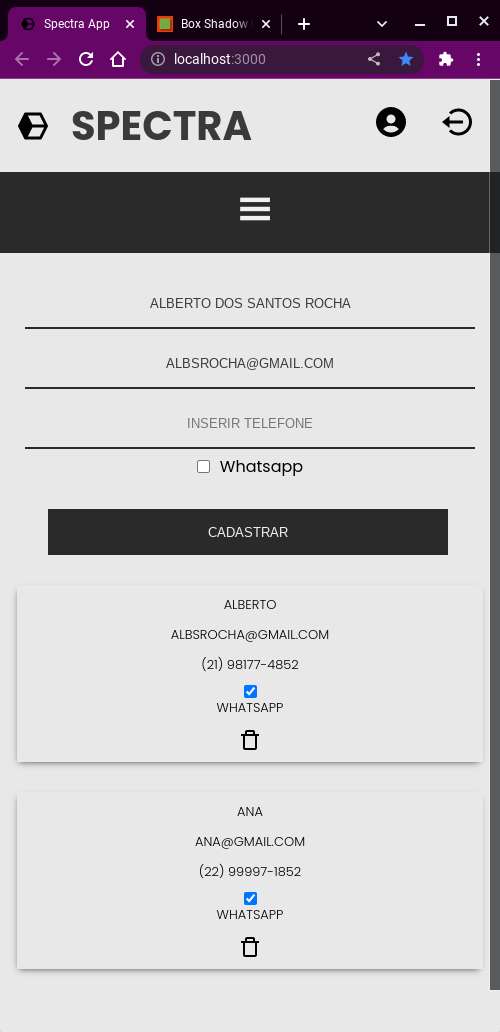 Spectra App
Box Shadow
localhost:3000
SPECTRA
ALBERTO DOS SANTOS ROCHA
ALBSROCHA@GMAIL.COM
INSERIR TELEFONE
Whatsapp
CADASTRAR
ALBERTO
ALBSROCHA@GMAIL.COM
(21) 98177-4852
WHATSAPP
ANA
ANA@GMAIL.COM
(22) 99997-1852
WHATSAPP